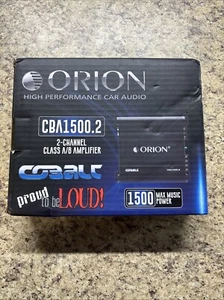 ORION
HIGH PERFORMANCE CAR AUDIO
CBA1500.2
2-CHANNEL
CLASS A/B AMPLIFIER
ORION
COBALT
COBALT
proud to be LOUD!
1500 MAX MUSIC
POWER